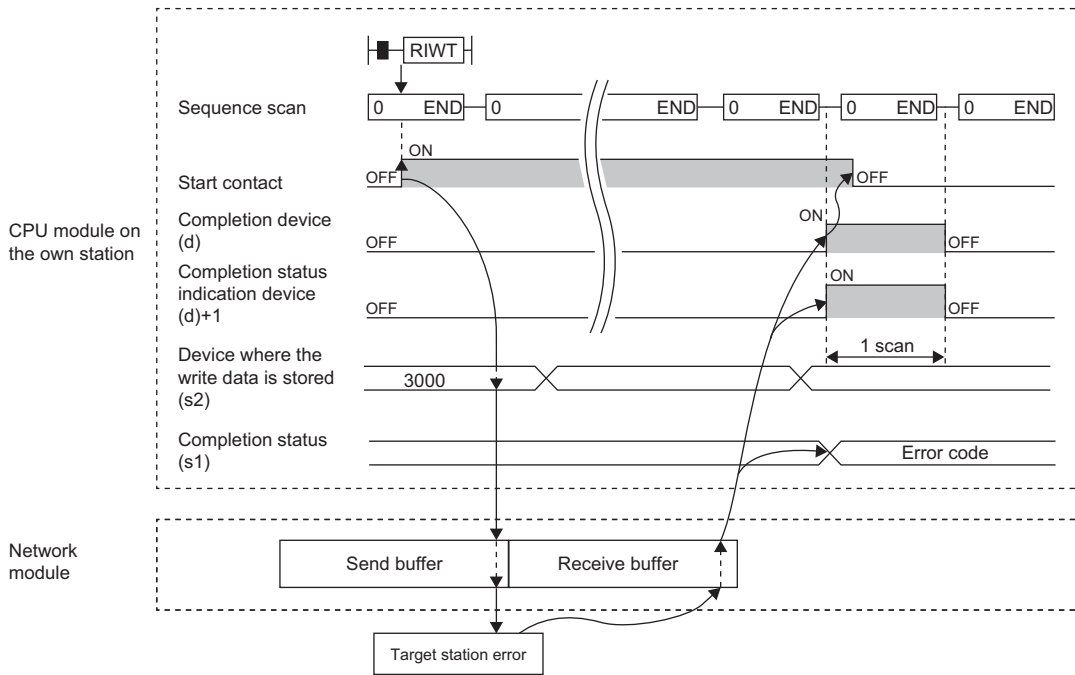 RIWT
Sequence scan
0 END 0 END 0 END 0 END 0 END
ON
Start contact
OFF
OFF
CPU module on
the own station
Completion device
(d)
ON
OFF
OFF
Completion status
indication device
(d)+1
ON
OFF
OFF
1 scan
Device where the
write data is stored
(s2)
3000
Completion status
(s1)
Error code
Network
module
Send buffer
Receive buffer
Target station error